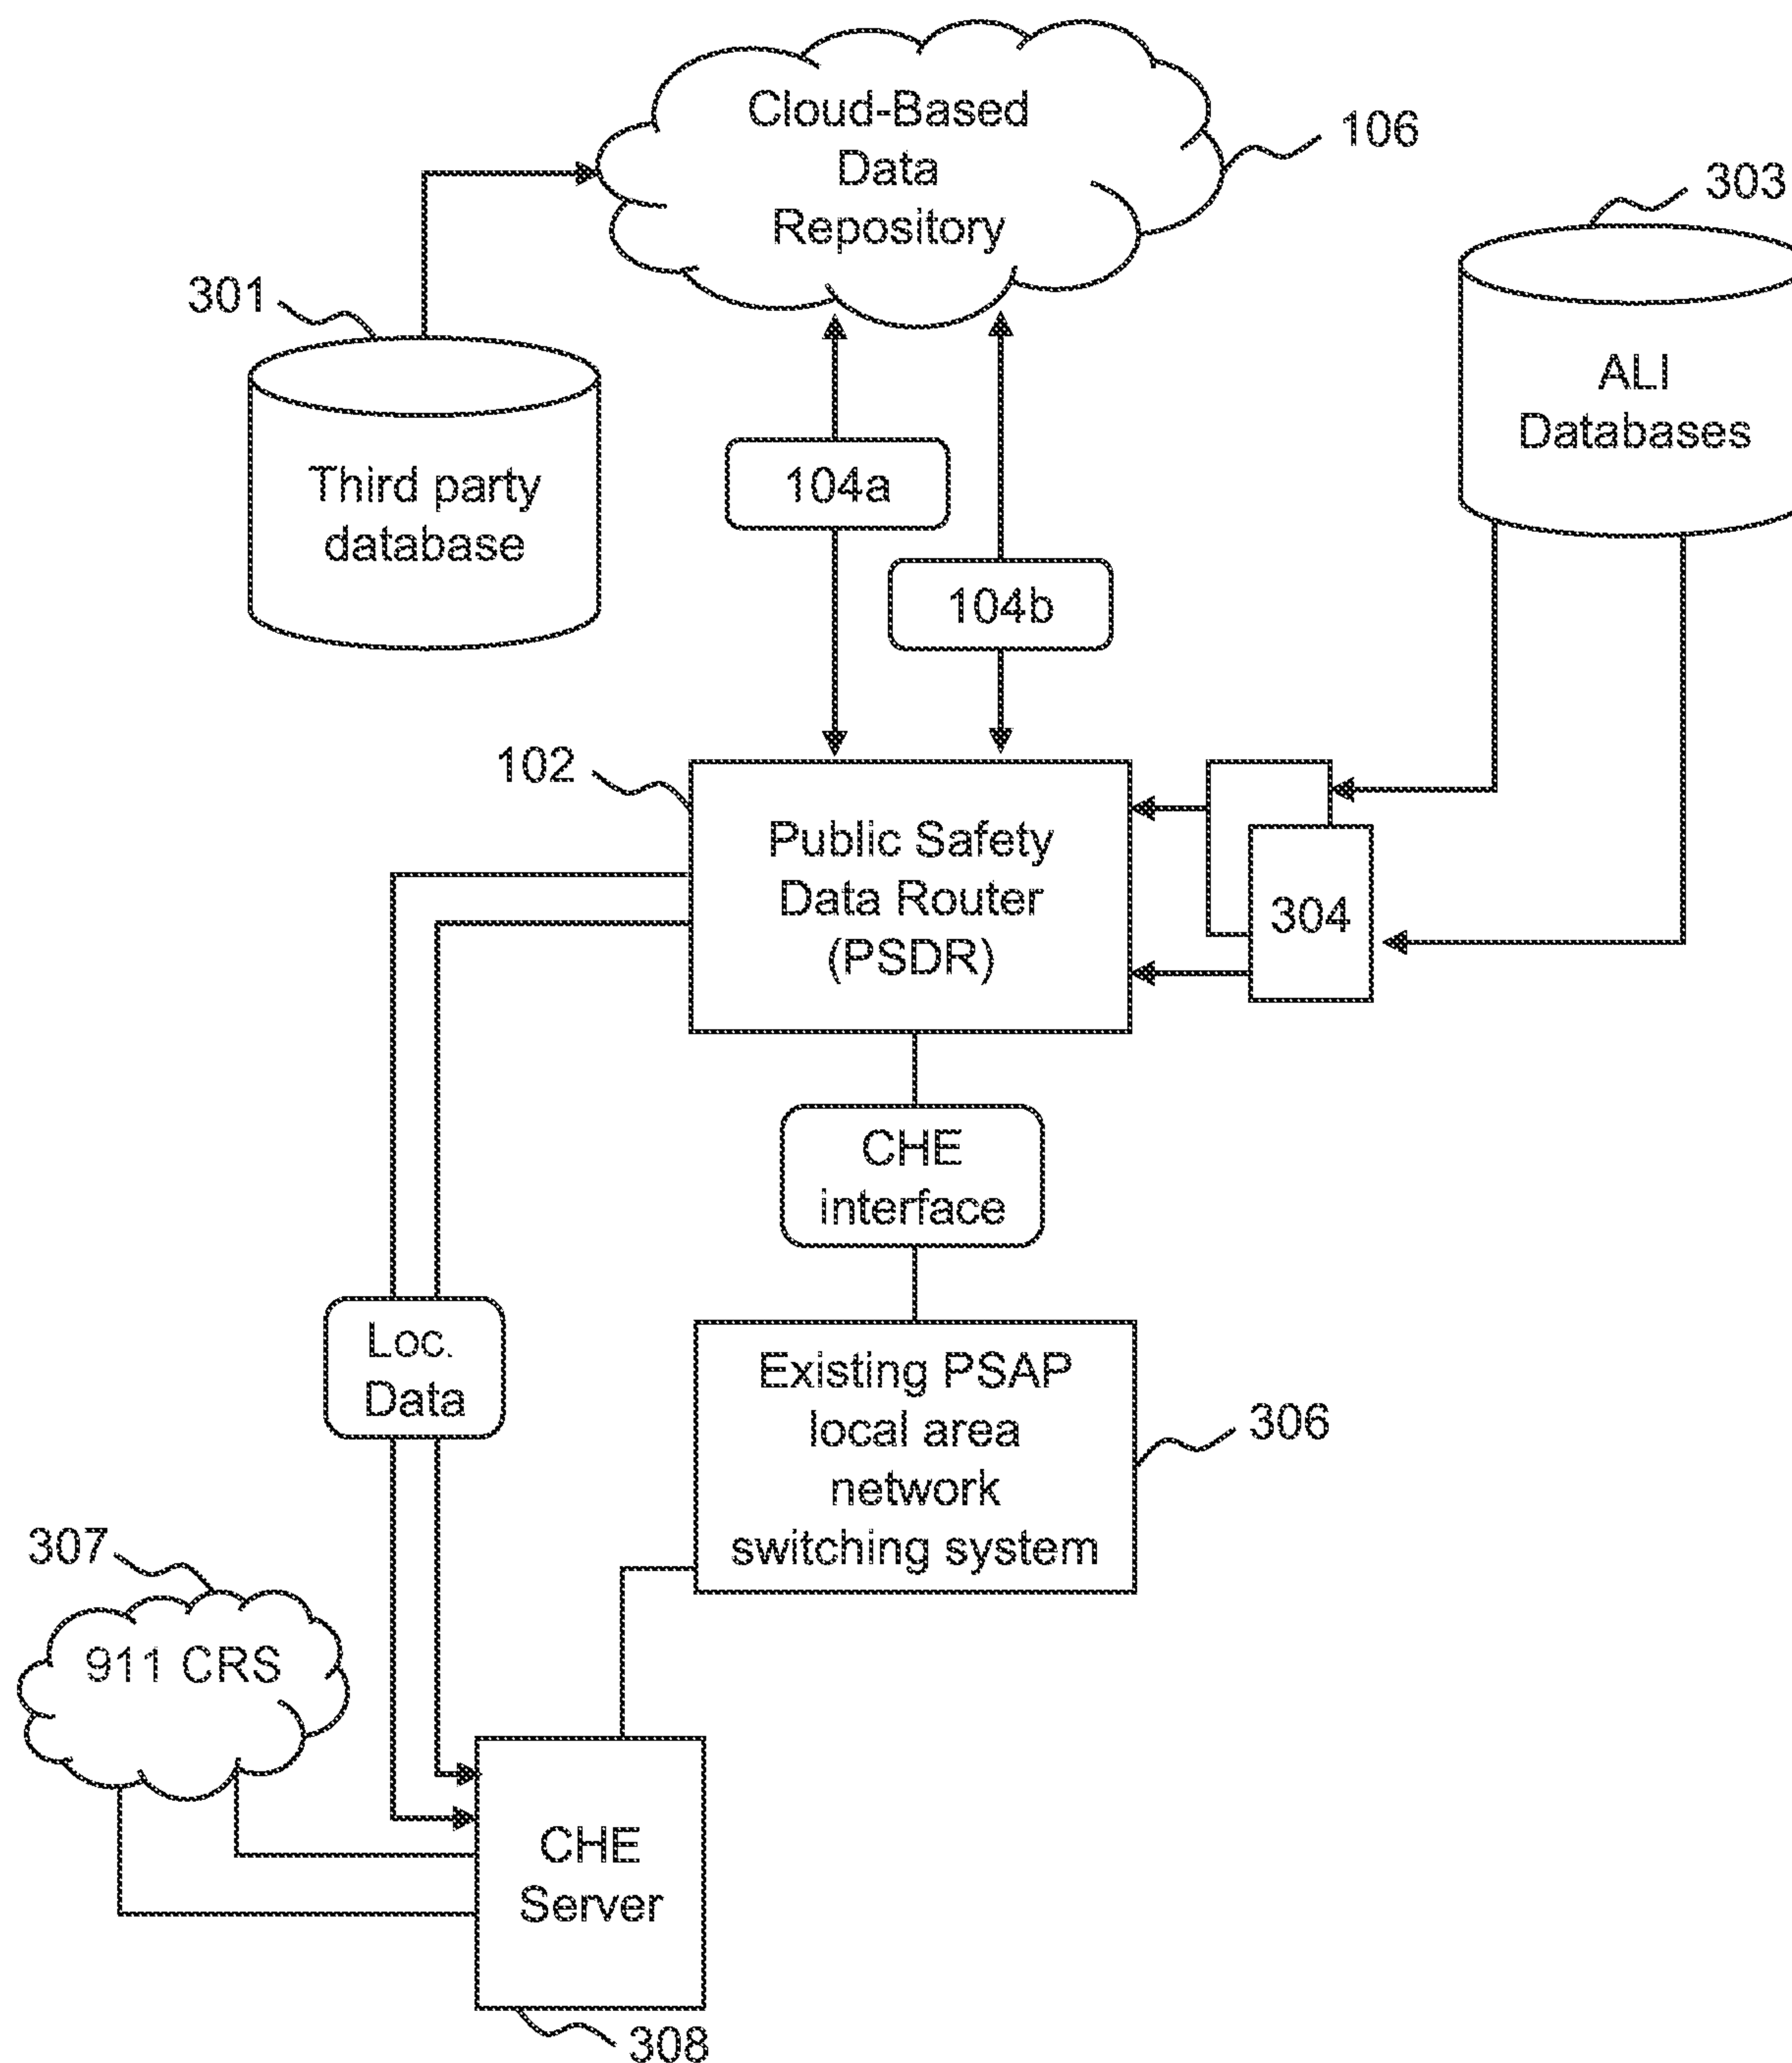 Cloud-Based
Data
Repository
106
303
301
ALI
Databases
Third party
database
104a
104b
102
Public Safety
Data Router
(PSDR)
304
CHE
interface
Loc.
Data
Existing PSAP
local area
network
switching system
306
307
911 CRS
CHE
Server
308